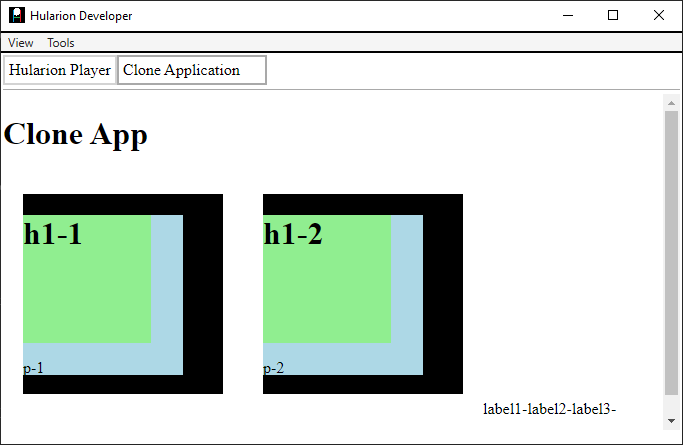 Hularion Developer
View Tools
Hularion Player Clone Application
Clone App
h1-1 h1-2
p-1 p-2
label1-label2-label3-